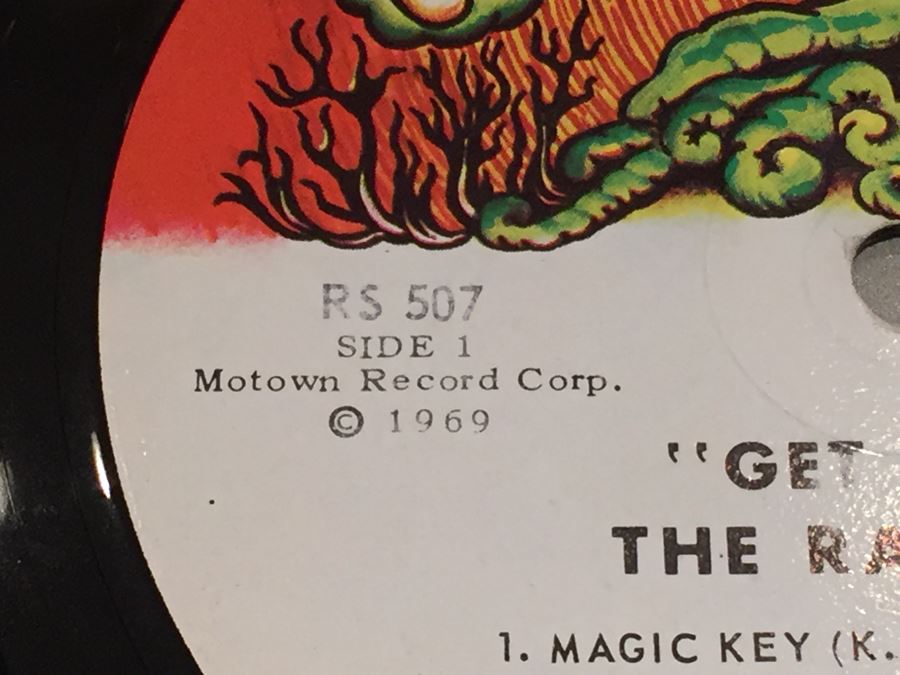 RS 507
SIDE 1
Motown Record Corp.
© 1969
"GET
THE RA
1. MAGIC KEY (K.